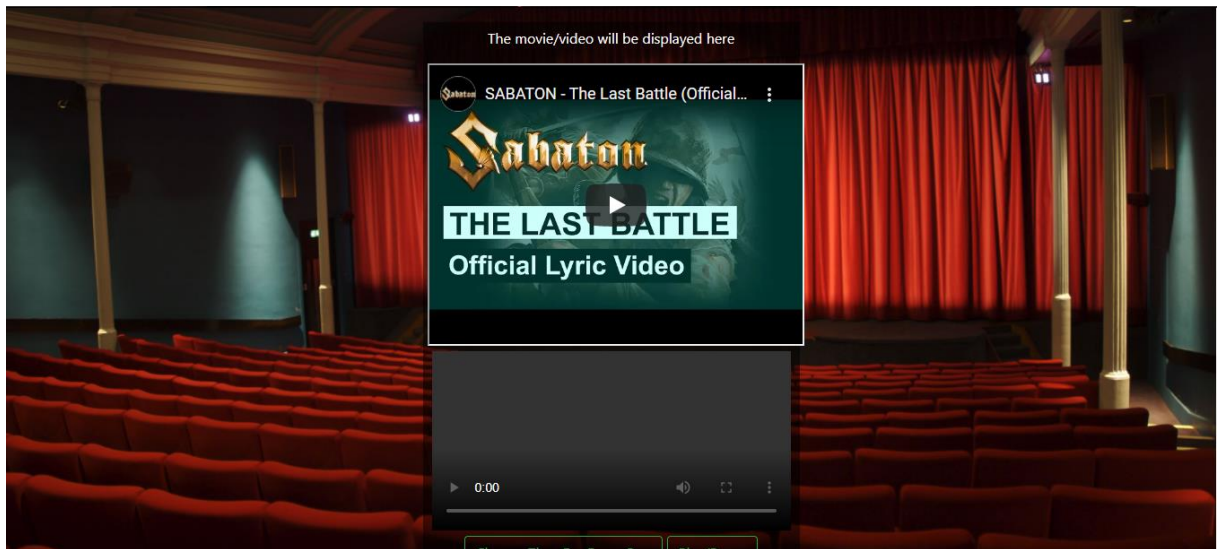 The movie/video will be displayed here
Sabaton SABATON - The Last Battle (Official...
Sabaton
THE LAST BATTLE
Official Lyric Video
0:00